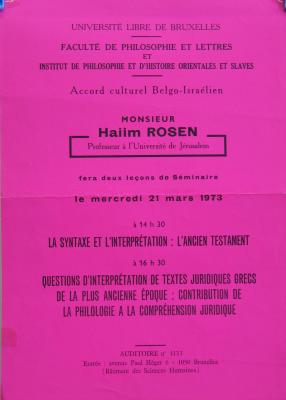 UNIVERSITÉ LIBRE DE BRUXELLES
FACULTÉ DE PHILOSOPHIE ET LETTRES
ET
INSTITUT DE PHILOSOPHIE ET D'HISTOIRE ORIENTALES ET SLAVES
Accord culturel Belgo-Israélien
MONSIEUR
Haiim ROSEN
Professeur à l'Université de Jérusalem
fera deux leçons de Séminaire
le mercredi 21 mars 1973
à 14 h 30
LA SYNTAXE ET L'INTERPRÉTATION : L'ANCIEN TESTAMENT
à 16 h 30
QUESTIONS D'INTERPRÉTATION DE TEXTES JURIDIQUES GRECS
DE LA PLUS ANCIENNE ÉPOQUE : CONTRIBUTION DE
LA PHILOLOGIE A LA COMPRÉHENSION JURIDIQUE
AUDITOIRE n° 4133
Entrée : avenue Paul Héger 6 - 1050 Bruxelles
(Bâtiment des Sciences Humaines)